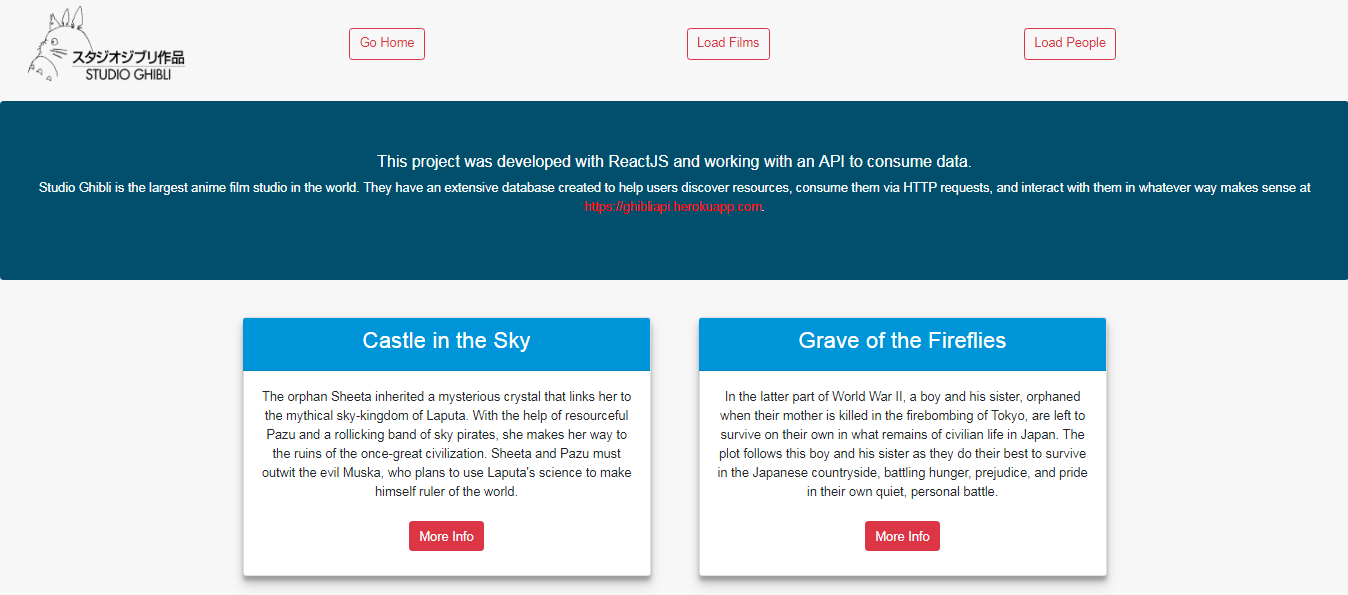 スタジオジブリ作品
STUDIO GHIBLI
Go Home
Load Films
Load People
This project was developed with ReactJS and working with an API to consume data.
Studio Ghibli is the largest anime film studio in the world. They have an extensive database created to help users discover resources, consume them via HTTP requests, and interact with them in whatever way makes sense at
https://ghibliapi.herokuapp.com.
Castle in the Sky
The orphan Sheeta inherited a mysterious crystal that links her to
the mythical sky-kingdom of Laputa. With the help of resourceful
Pazu and a rollicking band of sky pirates, she makes her way to
the ruins of the once-great civilization. Sheeta and Pazu must
outwit the evil Muska, who plans to use Laputa's science to make
himself ruler of the world.
More Info
Grave of the Fireflies
In the latter part of World War II, a boy and his sister, orphaned
when their mother is killed in the firebombing of Tokyo, are left to
survive on their own in what remains of civilian life in Japan. The
plot follows this boy and his sister as they do their best to survive
in the Japanese countryside, battling hunger, prejudice, and pride
in their own quiet, personal battle.
More Info